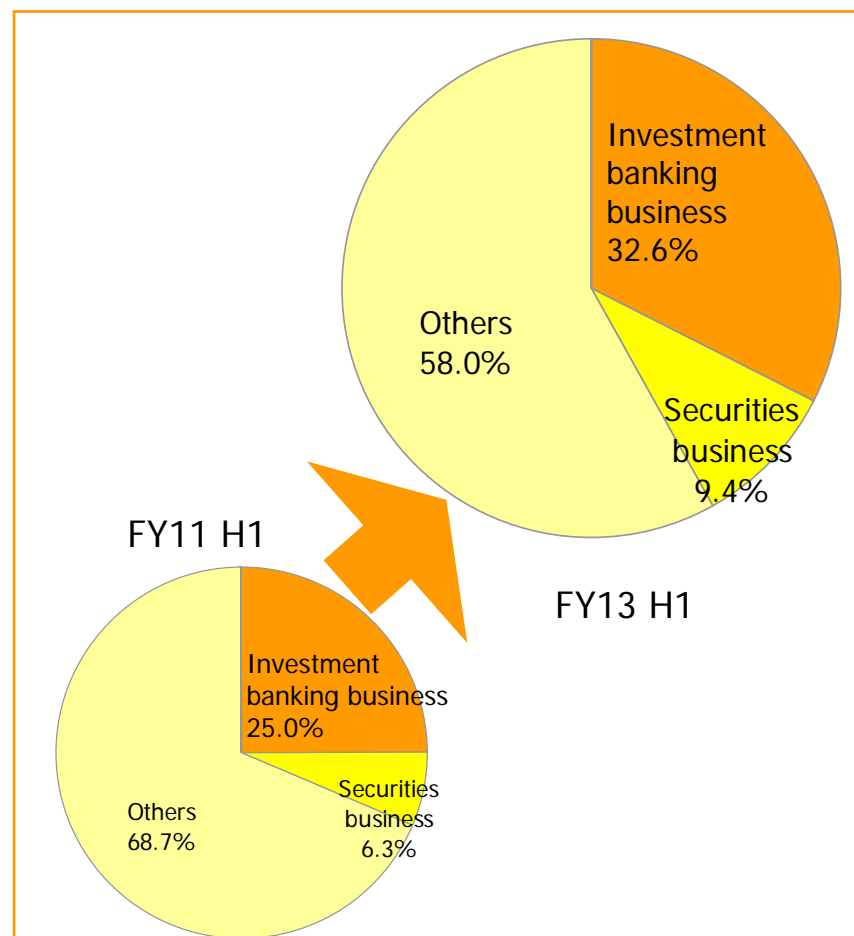 Investment
banking
business
32.6%
Others
58.0%
Securities
business
9.4%
FY13 H1
FY11 H1
Investment
banking business
25.0%
Securities
business
6.3%
Others
68.7%